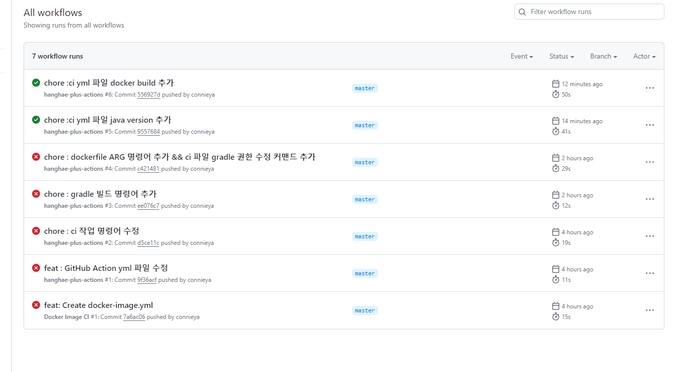 All workflows
Showing runs from all workflows
Filter workflow runs
7 workflow runs Event Status Branch Actor
chore :ci yml 파일 docker build 추가
hanghae-plus-actions #6: Commit 556927d pushed by connieya
master
12 minutes ago
50s
chore :ci yml 파일 java version 추가
hanghae-plus-actions #5: Commit 9557684 pushed by connieya
master
14 minutes ago
41s
chore : dockerfile ARG 명령어 추가 && ci 파일 gradle 권한 수정 커맨드 추가
hanghae-plus-actions #4: Commit c421481 pushed by connieya
master
2 hours ago
29s
chore : gradle 빌드 명령어 추가
hanghae-plus-actions #3: Commit ee076c7 pushed by connieya
master
2 hours ago
12s
chore : ci 작업 명령어 수정
hanghae-plus-actions #2: Commit d5ce11c pushed by connieya
master
4 hours ago
19s
feat : GitHub Action yml 파일 수정
hanghae-plus-actions #1: Commit 9f36acf pushed by connieya
master
4 hours ago
11s
feat: Create docker-image.yml
Docker Image CI #1: Commit 7a6ac06 pushed by connieya
master
4 hours ago
15s